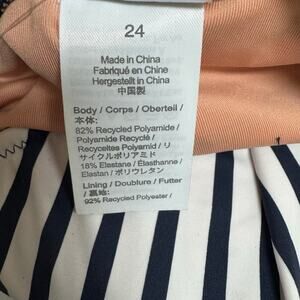 24
Made in China
Fabriqué en Chine
Hergestellt in China
中国製
Body / Corps / Oberteil /
本体:
82% Recycled Polyamide /
Polyamide Recyclé /
Recyceltes Polyamid / リ
サイクルポリアミド
18% Elastane / Élasthanne /
Elastan / ポリウレタン
Lining / Doublure / Futter
/ 裏地:
92% Recycled Polyester /